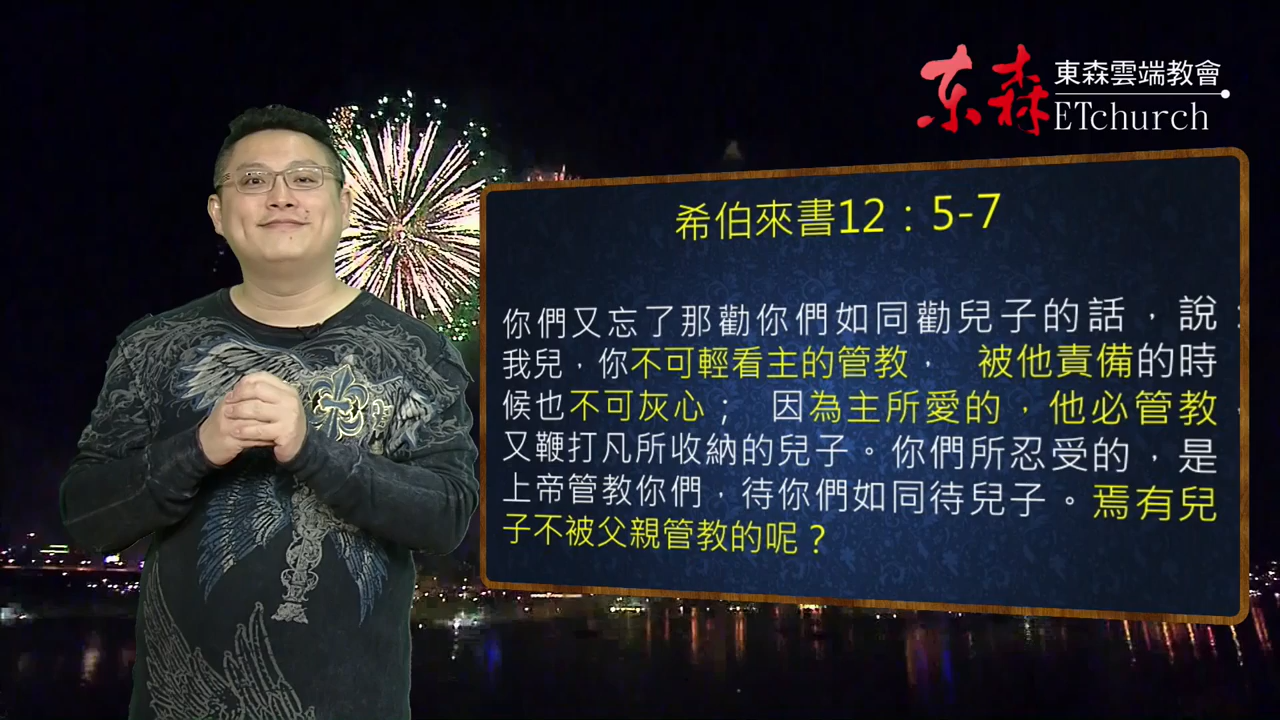 东森
東森雲端教會
ETchurch
希伯來書12：5-7
你們又忘了那勸你們如同勸兒子的話，說：
我兒，你不可輕看主的管教， 被他責備的時
候也不可灰心； 因為主所愛的，他必管教，
又鞭打凡所收納的兒子。你們所忍受的，是
上帝管教你們，待你們如同待兒子。焉有兒
子不被父親管教的呢？